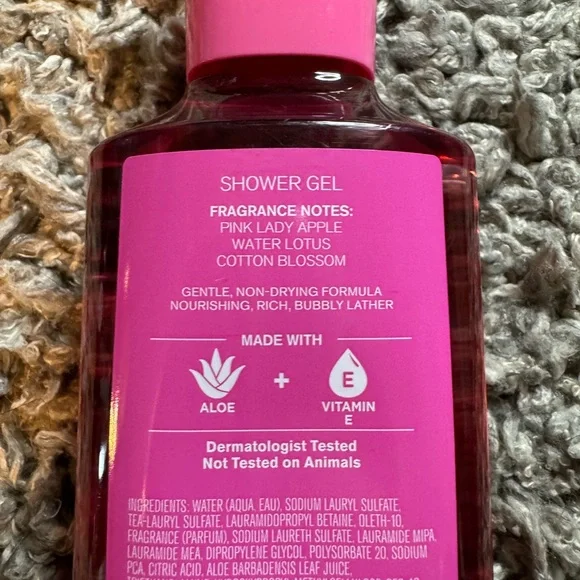 SHOWER GEL
FRAGRANCE NOTES:
PINK LADY APPLE
WATER LOTUS
COTTON BLOSSOM
GENTLE, NON-DRYING FORMULA
NOURISHING, RICH, BUBBLY LATHER
MADE WITH
ALOE
+
E
VITAMIN
E
Dermatologist Tested
Not Tested on Animals
INGREDIENTS: WATER (AQUA, EAU), SODIUM LAURYL SULFATE,
TEA-LAURYL SULFATE, LAURAMIDOPROPYL BETAINE, OLETH-10,
FRAGRANCE (PARFUM), SODIUM LAURETH SULFATE, LAURAMIDE MIPA,
LAURAMIDE MEA, DIPROPYLENE GLYCOL, POLYSORBATE 20, SODIUM
PCA, CITRIC ACID, ALOE BARBADENSIS LEAF JUICE,